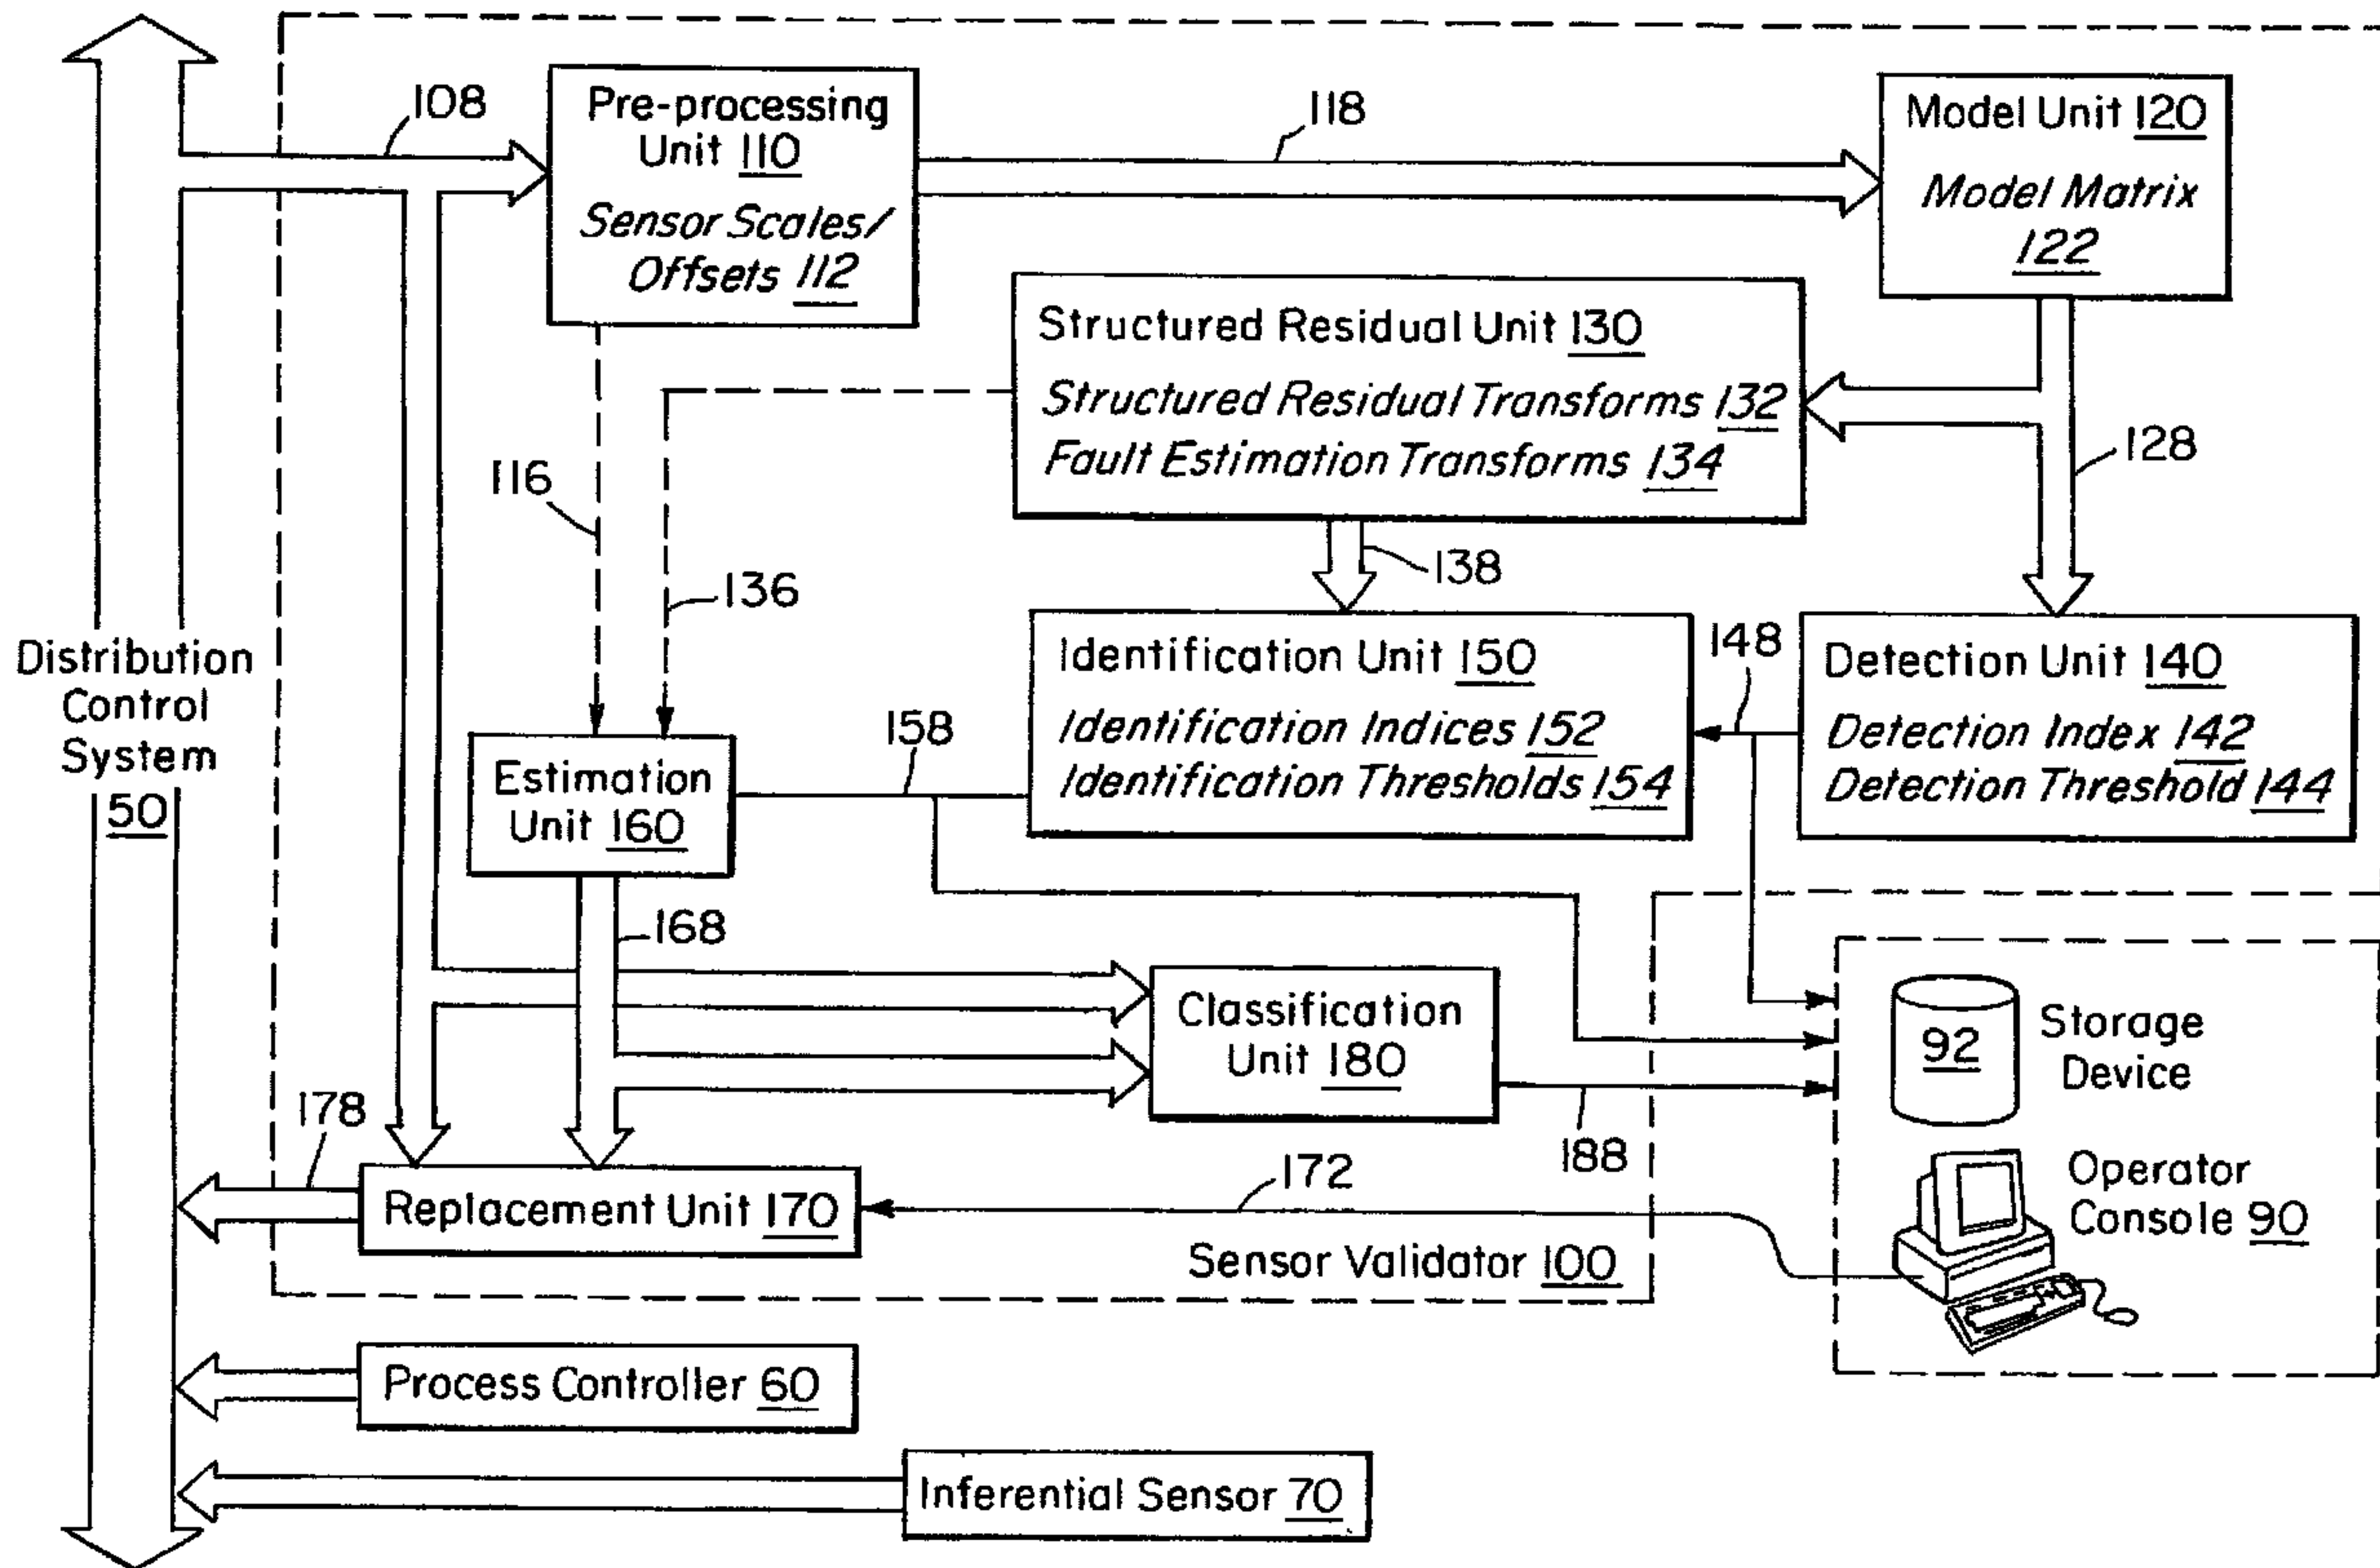 108
Pre-processing
Unit 110
Sensor Scales/
Offsets 112
118
Model Unit 120
Model Matrix
122
Structured Residual Unit 130
Structured Residual Transforms 132
Fault Estimation Transforms 134
128
116
136
138
Distribution
Control
System
50
Identification Unit 150
Identification Indices 152
Identification Thresholds 154
148
Detection Unit 140
Detection Index 142
Detection Threshold 144
158
Estimation
Unit 160
168
Classification
Unit 180
92
Storage
Device
178
188
Replacement Unit 170
172
Operator
Console 90
Sensor Validator 100
Process Controller 60
Inferential Sensor 70